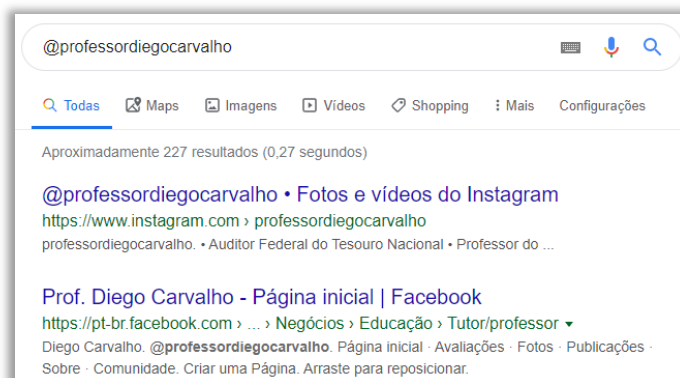 @professordiegocarvalho
Todas Maps Imagens Vídeos Shopping Mais Configurações
Aproximadamente 227 resultados (0,27 segundos)
@professordiegocarvalho • Fotos e vídeos do Instagram
https://www.instagram.com › professordiegocarvalho
professordiegocarvalho. • Auditor Federal do Tesouro Nacional • Professor do ...
Prof. Diego Carvalho - Página inicial | Facebook
https://pt-br.facebook.com › ... › Negócios › Educação › Tutor/professor
Diego Carvalho. @professordiegocarvalho. Página inicial · Avaliações · Fotos · Publicações ·
Sobre · Comunidade. Criar uma Página. Arraste para reposicionar.